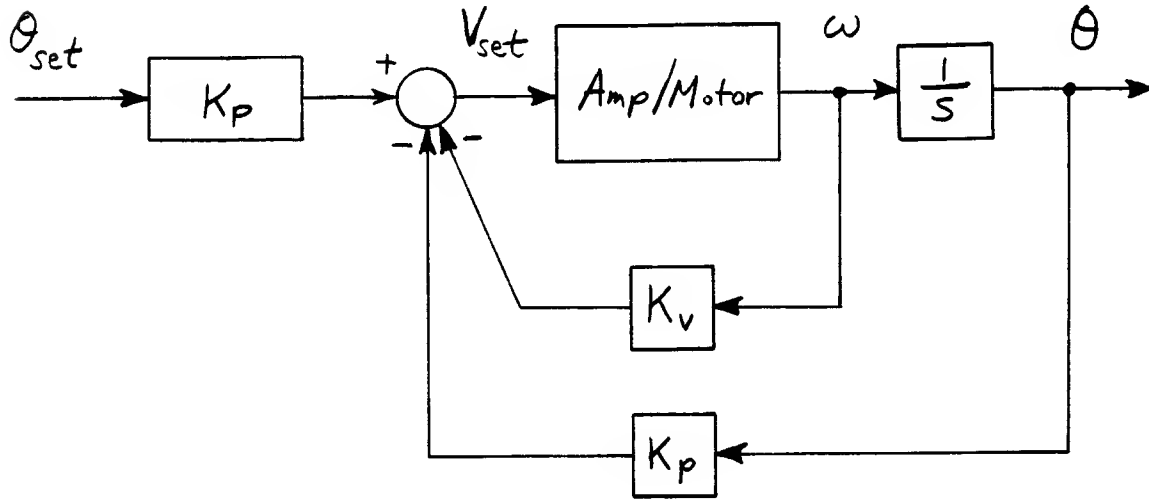 θset
Kp
+
-
-
Vset
Amp/Motor
ω
1/s
θ
Kv
Kp